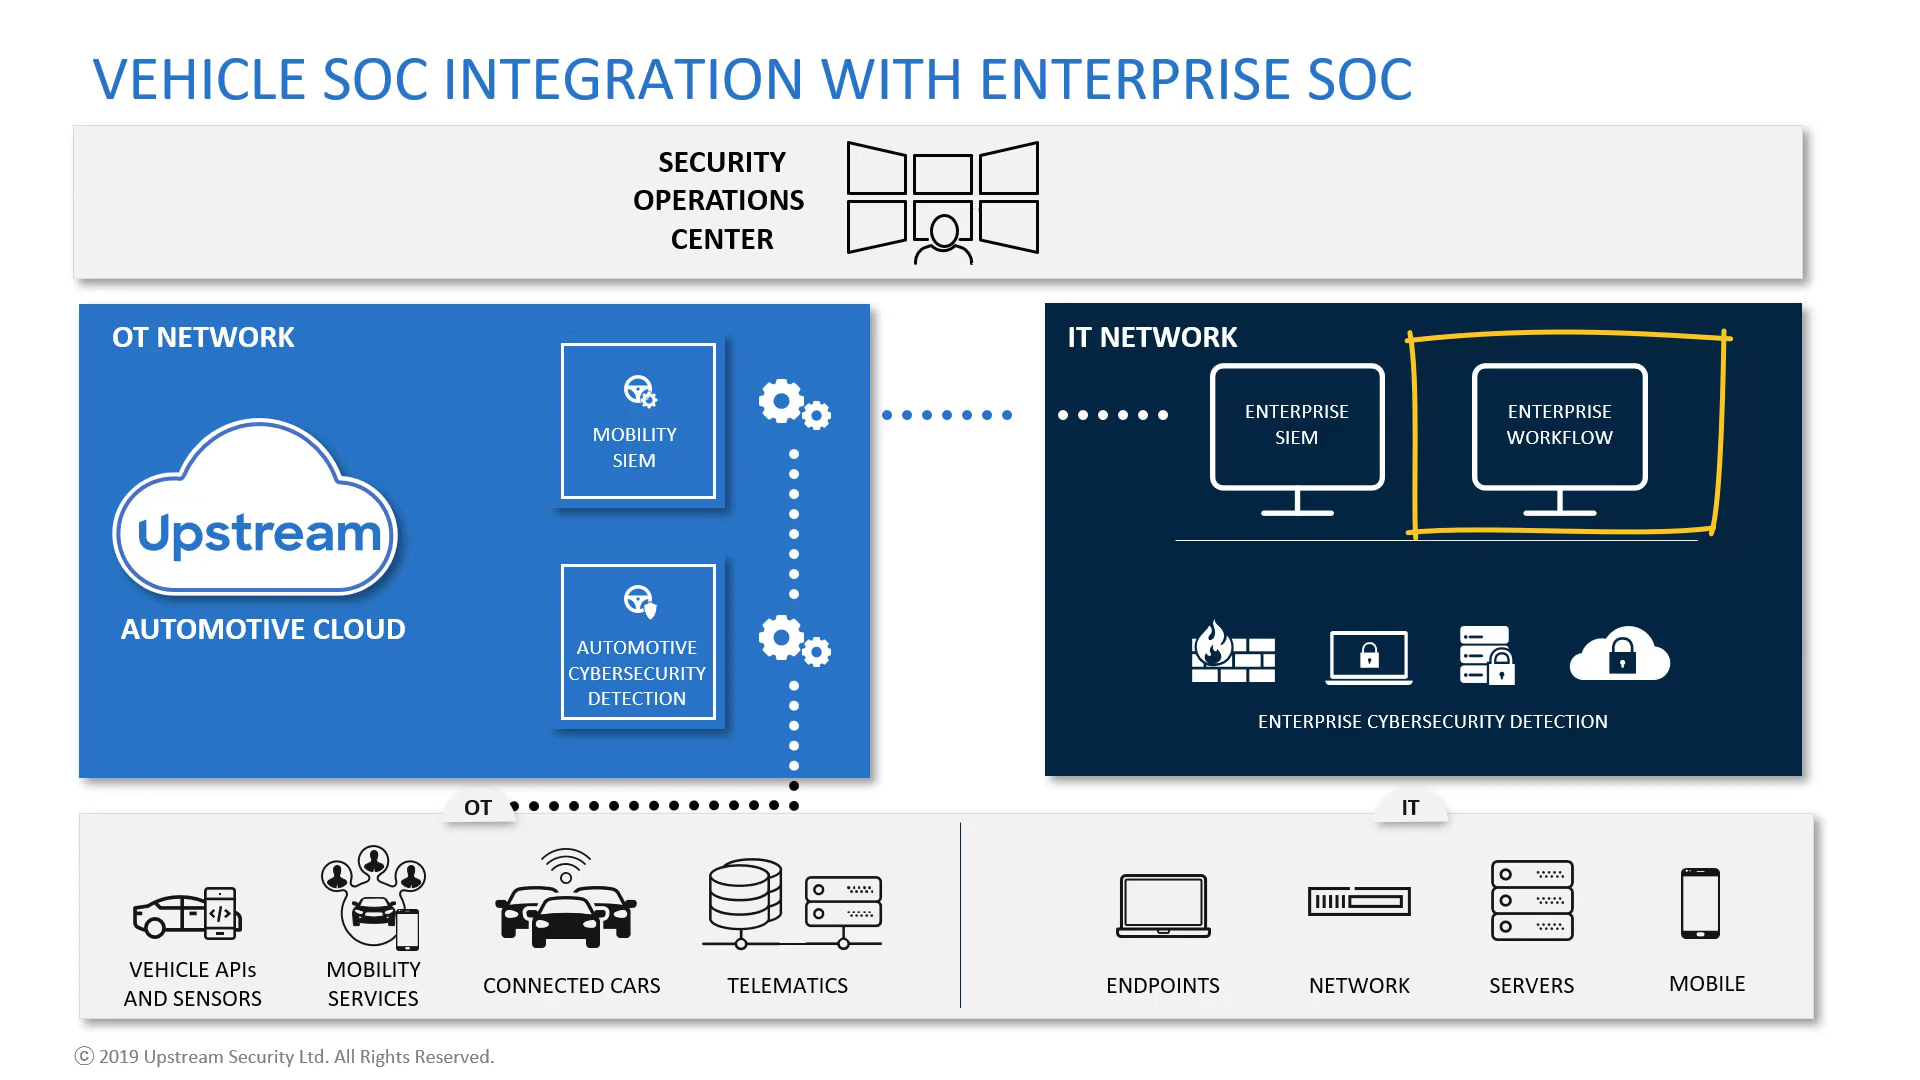 VEHICLE SOC INTEGRATION WITH ENTERPRISE SOC
SECURITY
OPERATIONS
CENTER
OT NETWORK
MOBILITY
SIEM
Upstream
AUTOMOTIVE CLOUD
AUTOMOTIVE
CYBERSECURITY
DETECTION
IT NETWORK
ENTERPRISE
SIEM
ENTERPRISE
WORKFLOW
ENTERPRISE CYBERSECURITY DETECTION
OT
VEHICLE APIs
AND SENSORS
MOBILITY
SERVICES
CONNECTED CARS
TELEMATICS
IT
ENDPOINTS
NETWORK
SERVERS
MOBILE
© 2019 Upstream Security Ltd. All Rights Reserved.